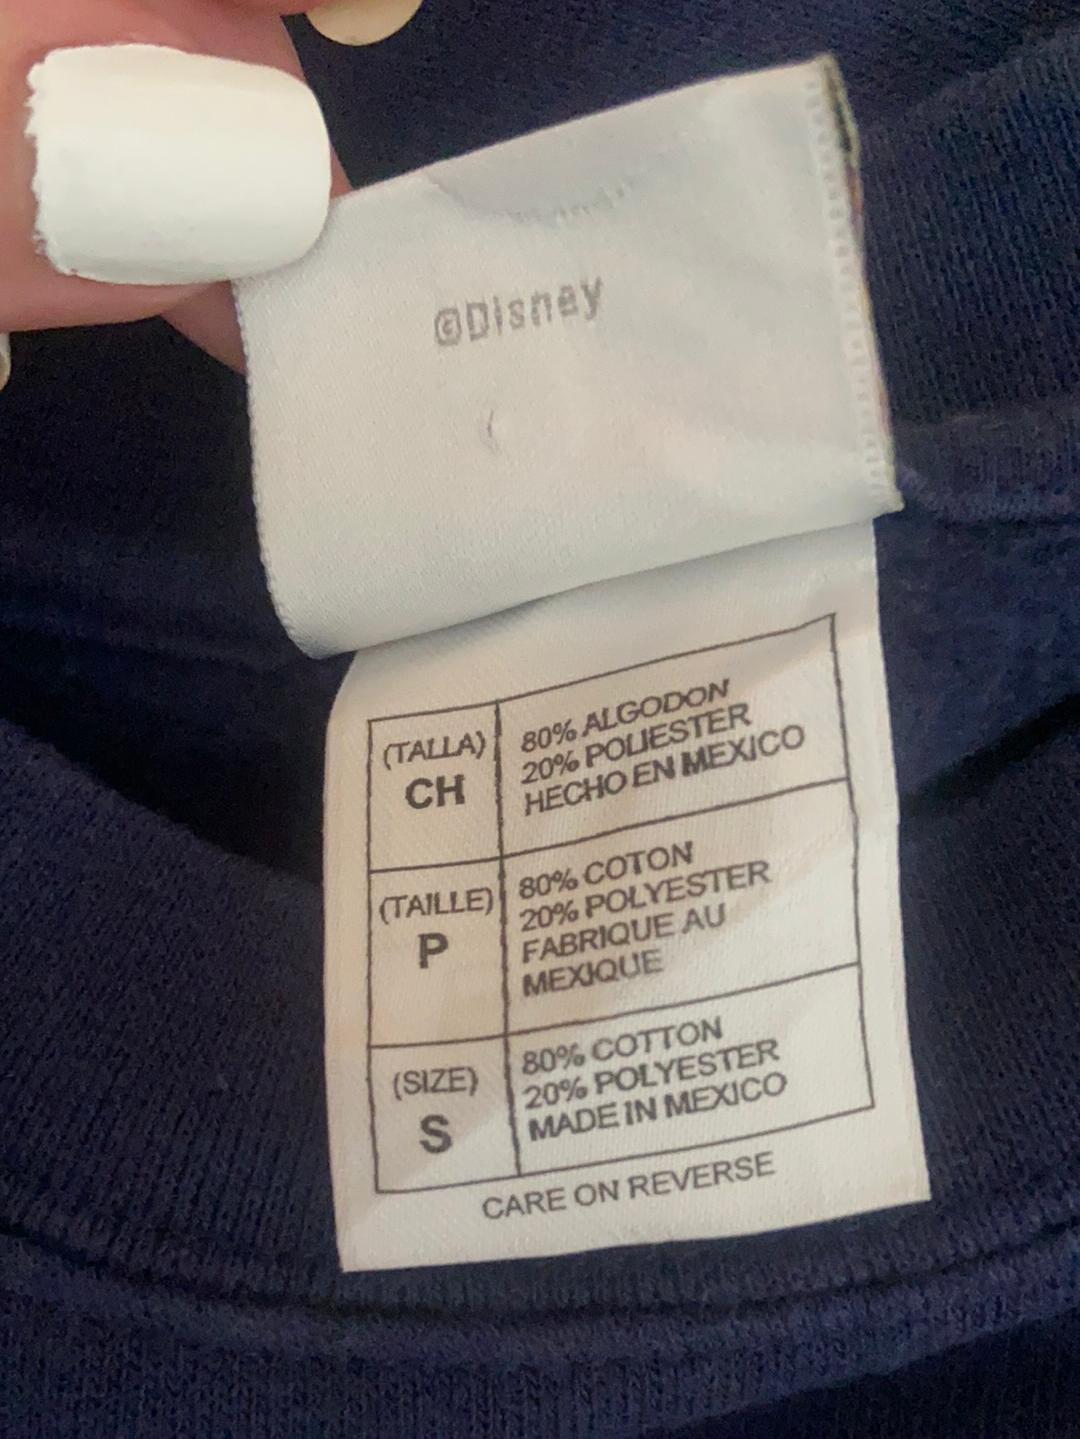 ©Disney
(TALLA)
CH
80% ALGODON
20% POLIESTER
HECHO EN MEXICO
(TAILLE)
P
80% COTON
20% POLYESTER
FABRIQUE AU
MEXIQUE
(SIZE)
S
80% COTTON
20% POLYESTER
MADE IN MEXICO
CARE ON REVERSE